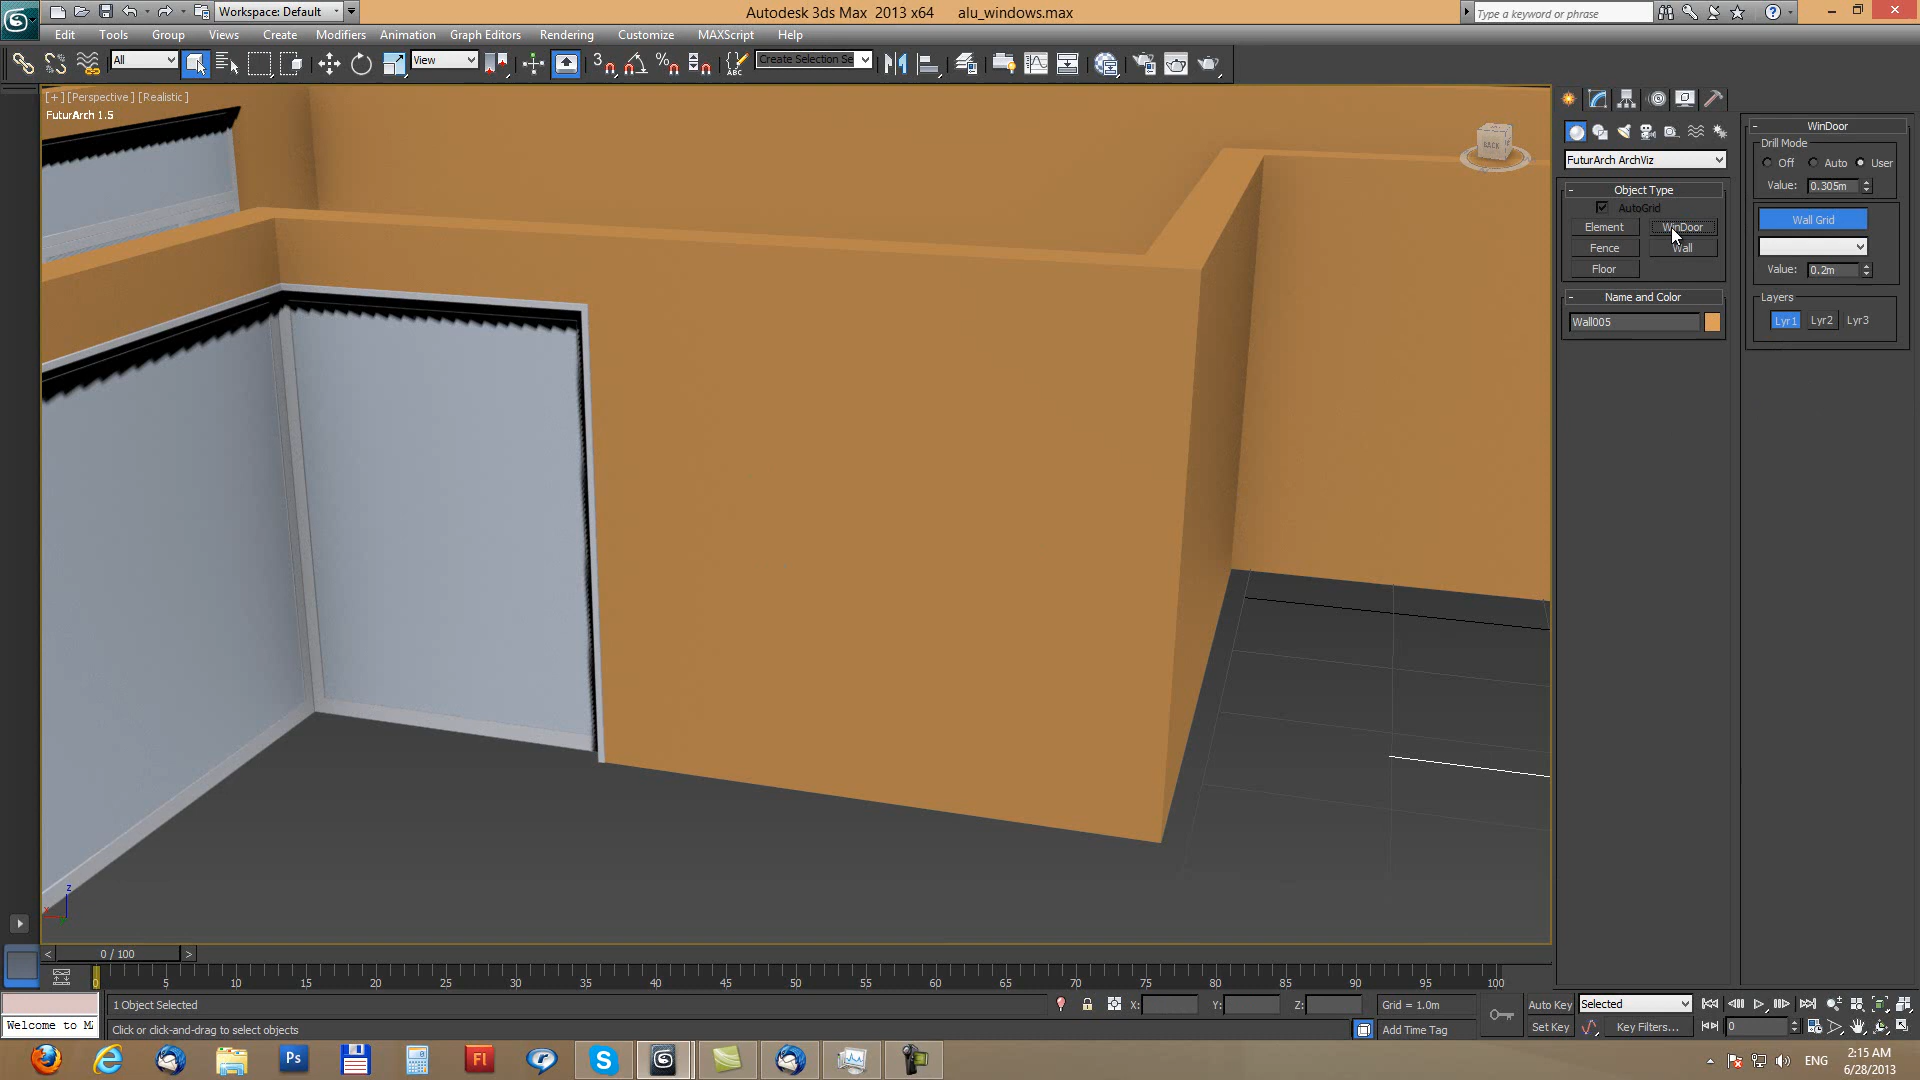 Workspace: Default
Autodesk 3ds Max 2013 x64 alu_windows.max
Type a keyword or phrase
Edit Tools Group Views Create Modifiers Animation Graph Editors Rendering Customize MAXScript Help
All
View
3
Create Selection Se
[+] [Perspective] [Realistic]
FuturArch 1.5
BACK
FuturArch ArchViz
Object Type
AutoGrid
Element WinDoor
Fence Wall
Floor
Name and Color
Wall005
WinDoor
Drill Mode
Off Auto User
Value: 0.305m
Wall Grid
Value: 0.2m
Layers
Lyr1 Lyr2 Lyr3
z
< 0 / 100 >
0 5 10 15 20 25 30 35 40 45 50 55 60 65 70 75 80 85 90 95 100
1 Object Selected
X: Y: Z: Grid = 1.0m
Auto Key Selected
Welcome to M
Click or click-and-drag to select objects
Add Time Tag
Set Key Key Filters...
0
ENG
2:15 AM
6/28/2013